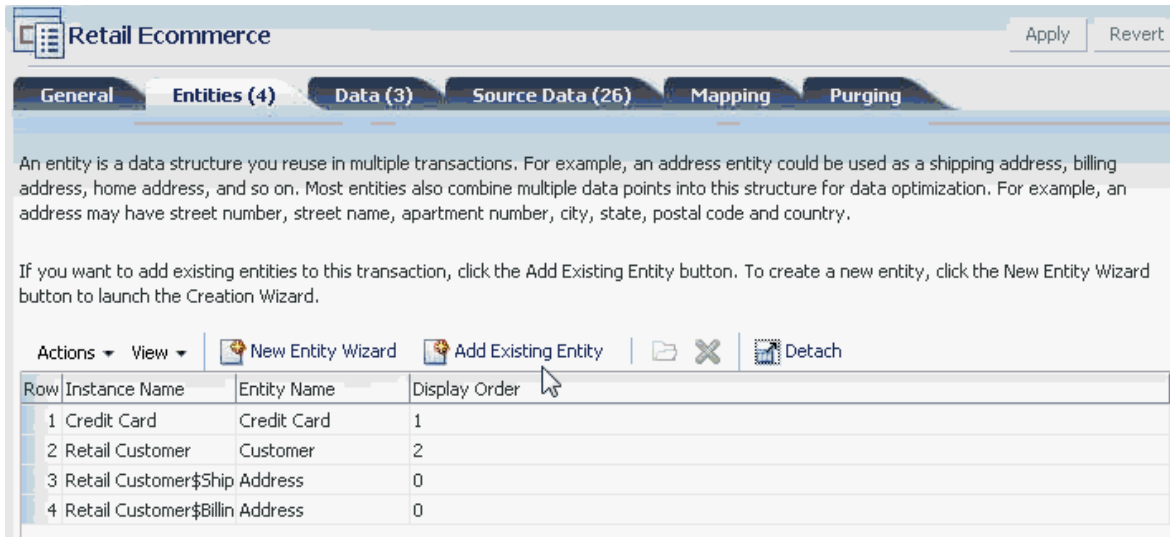 Retail Ecommerce
Apply Revert
General Entities (4) Data (3) Source Data (26) Mapping Purging
An entity is a data structure you reuse in multiple transactions. For example, an address entity could be used as a shipping address, billing
address, home address, and so on. Most entities also combine multiple data points into this structure for data optimization. For example, an
address may have street number, street name, apartment number, city, state, postal code and country.
If you want to add existing entities to this transaction, click the Add Existing Entity button. To create a new entity, click the New Entity Wizard
button to launch the Creation Wizard.
Actions View New Entity Wizard Add Existing Entity Detach
Row Instance Name Entity Name Display Order
1 Credit Card Credit Card 1
2 Retail Customer Customer 2
3 Retail Customer$Ship Address 0
4 Retail Customer$Billin Address 0